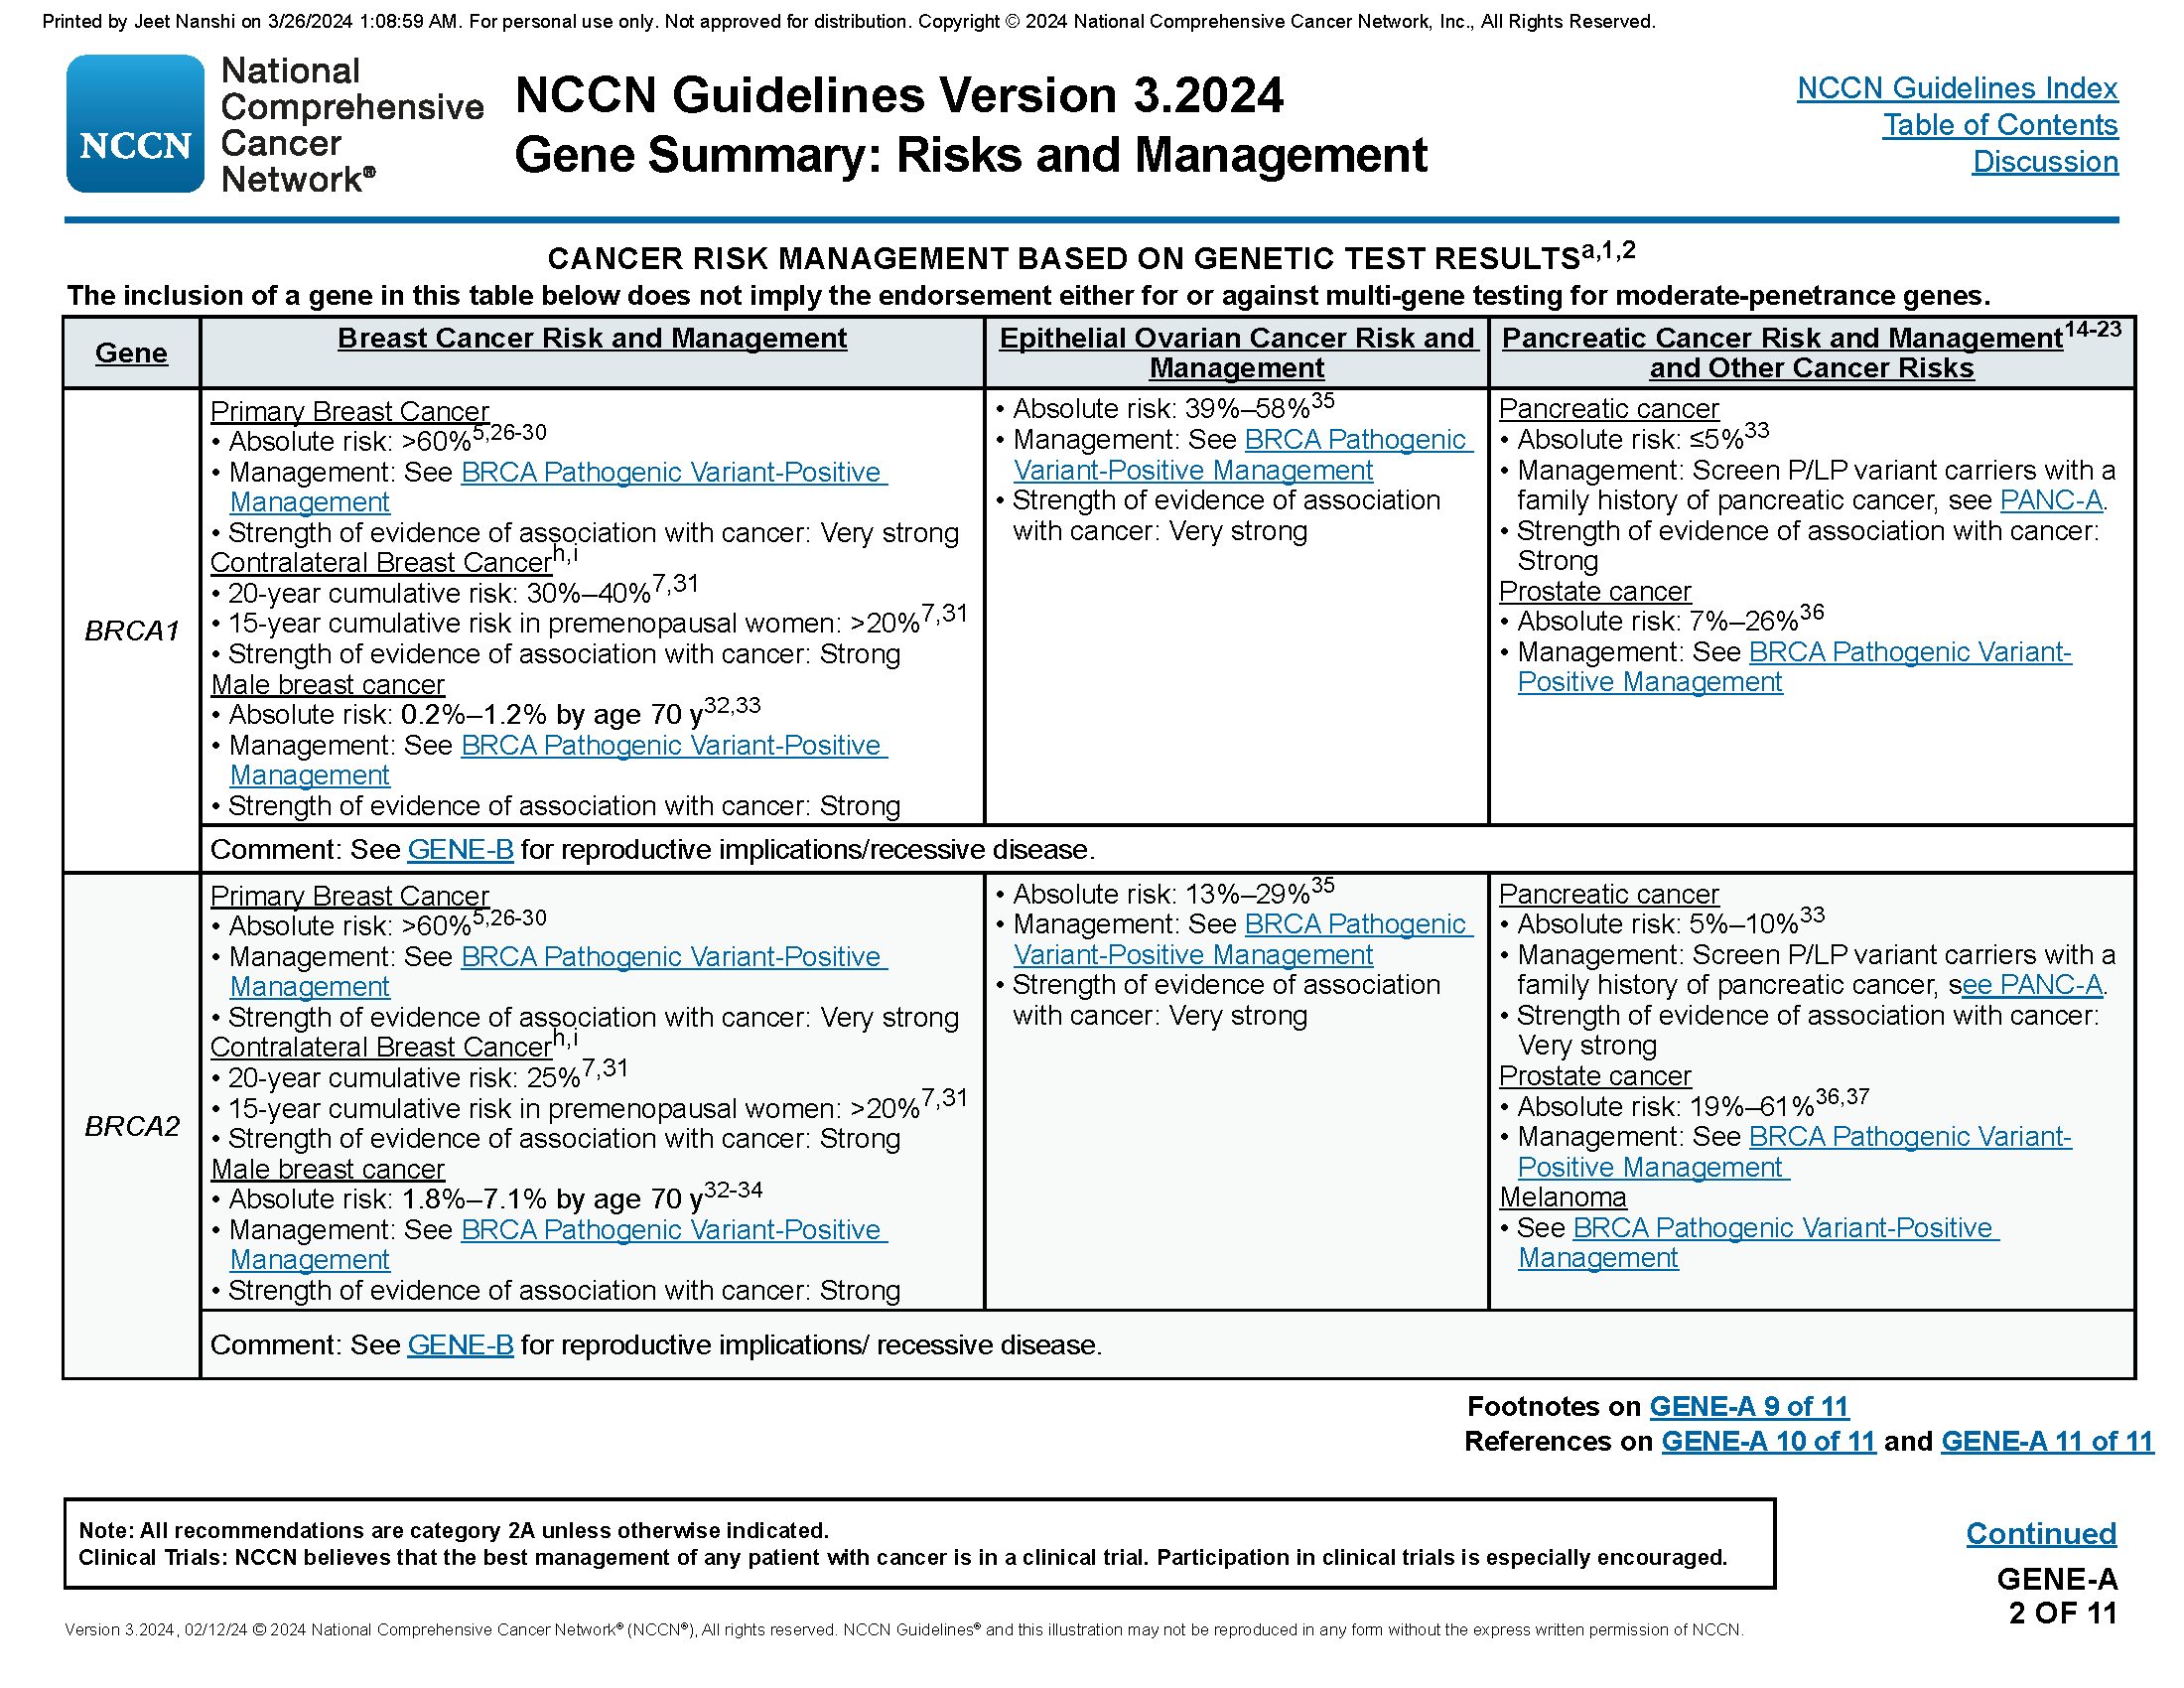 Printed by Jeet Nanshi on 3/26/2024 1:08:59 AM. For personal use only. Not approved for distribution. Copyright © 2024 National Comprehensive Cancer Network, Inc., All Rights Reserved.
NCCN
National
Comprehensive
Cancer
Network®
NCCN Guidelines Version 3.2024
Gene Summary: Risks and Management
NCCN Guidelines Index
Table of Contents
Discussion
CANCER RISK MANAGEMENT BASED ON GENETIC TEST RESULTSa,1,2
The inclusion of a gene in this table below does not imply the endorsement either for or against multi-gene testing for moderate-penetrance genes.
Gene
Breast Cancer Risk and Management
Epithelial Ovarian Cancer Risk and
Management
Pancreatic Cancer Risk and Management14-23
and Other Cancer Risks
BRCA1
Primary Breast Cancer
• Absolute risk: >60%5,26-30
• Management: See BRCA Pathogenic Variant-Positive
Management
• Strength of evidence of association with cancer: Very strong
Contralateral Breast Cancerh,i
• 20-year cumulative risk: 30%–40%7,31
• 15-year cumulative risk in premenopausal women: >20%7,31
• Strength of evidence of association with cancer: Strong
Male breast cancer
• Absolute risk: 0.2%–1.2% by age 70 y32,33
• Management: See BRCA Pathogenic Variant-Positive
Management
• Strength of evidence of association with cancer: Strong
• Absolute risk: 39%–58%35
• Management: See BRCA Pathogenic
Variant-Positive Management
• Strength of evidence of association
with cancer: Very strong
Pancreatic cancer
• Absolute risk: ≤5%33
• Management: Screen P/LP variant carriers with a
family history of pancreatic cancer, see PANC-A.
• Strength of evidence of association with cancer:
Strong
Prostate cancer
• Absolute risk: 7%–26%36
• Management: See BRCA Pathogenic Variant-
Positive Management
Comment: See GENE-B for reproductive implications/recessive disease.
BRCA2
Primary Breast Cancer
• Absolute risk: >60%5,26-30
• Management: See BRCA Pathogenic Variant-Positive
Management
• Strength of evidence of association with cancer: Very strong
Contralateral Breast Cancerh,i
• 20-year cumulative risk: 25%7,31
• 15-year cumulative risk in premenopausal women: >20%7,31
• Strength of evidence of association with cancer: Strong
Male breast cancer
• Absolute risk: 1.8%–7.1% by age 70 y32-34
• Management: See BRCA Pathogenic Variant-Positive
Management
• Strength of evidence of association with cancer: Strong
• Absolute risk: 13%–29%35
• Management: See BRCA Pathogenic
Variant-Positive Management
• Strength of evidence of association
with cancer: Very strong
Pancreatic cancer
• Absolute risk: 5%–10%33
• Management: Screen P/LP variant carriers with a
family history of pancreatic cancer, see PANC-A.
• Strength of evidence of association with cancer:
Very strong
Prostate cancer
• Absolute risk: 19%–61%36,37
• Management: See BRCA Pathogenic Variant-
Positive Management
Melanoma
• See BRCA Pathogenic Variant-Positive
Management
Comment: See GENE-B for reproductive implications/ recessive disease.
Footnotes on GENE-A 9 of 11
References on GENE-A 10 of 11 and GENE-A 11 of 11
Note: All recommendations are category 2A unless otherwise indicated.
Clinical Trials: NCCN believes that the best management of any patient with cancer is in a clinical trial. Participation in clinical trials is especially encouraged.
Continued
GENE-A
2 OF 11
Version 3.2024, 02/12/24 © 2024 National Comprehensive Cancer Network® (NCCN®), All rights reserved. NCCN Guidelines® and this illustration may not be reproduced in any form without the express written permission of NCCN.